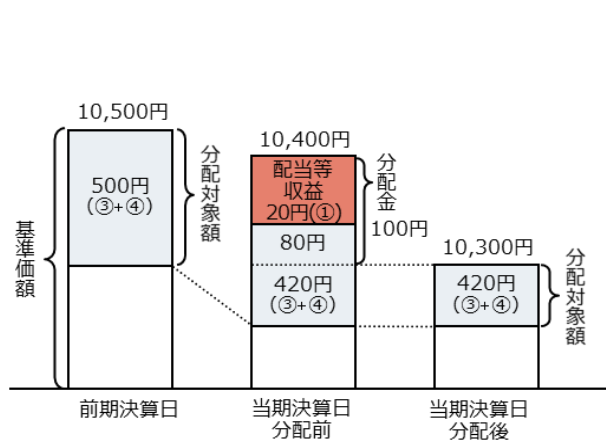 10,500円
500円
(③+④)
分配対象額
基準価額
前期決算日
10,400円
配当等
収益
20円(①)
80円
420円
(③+④)
分配金
100円
当期決算日
分配前
10,300円
420円
(③+④)
分配対象額
当期決算日
分配後